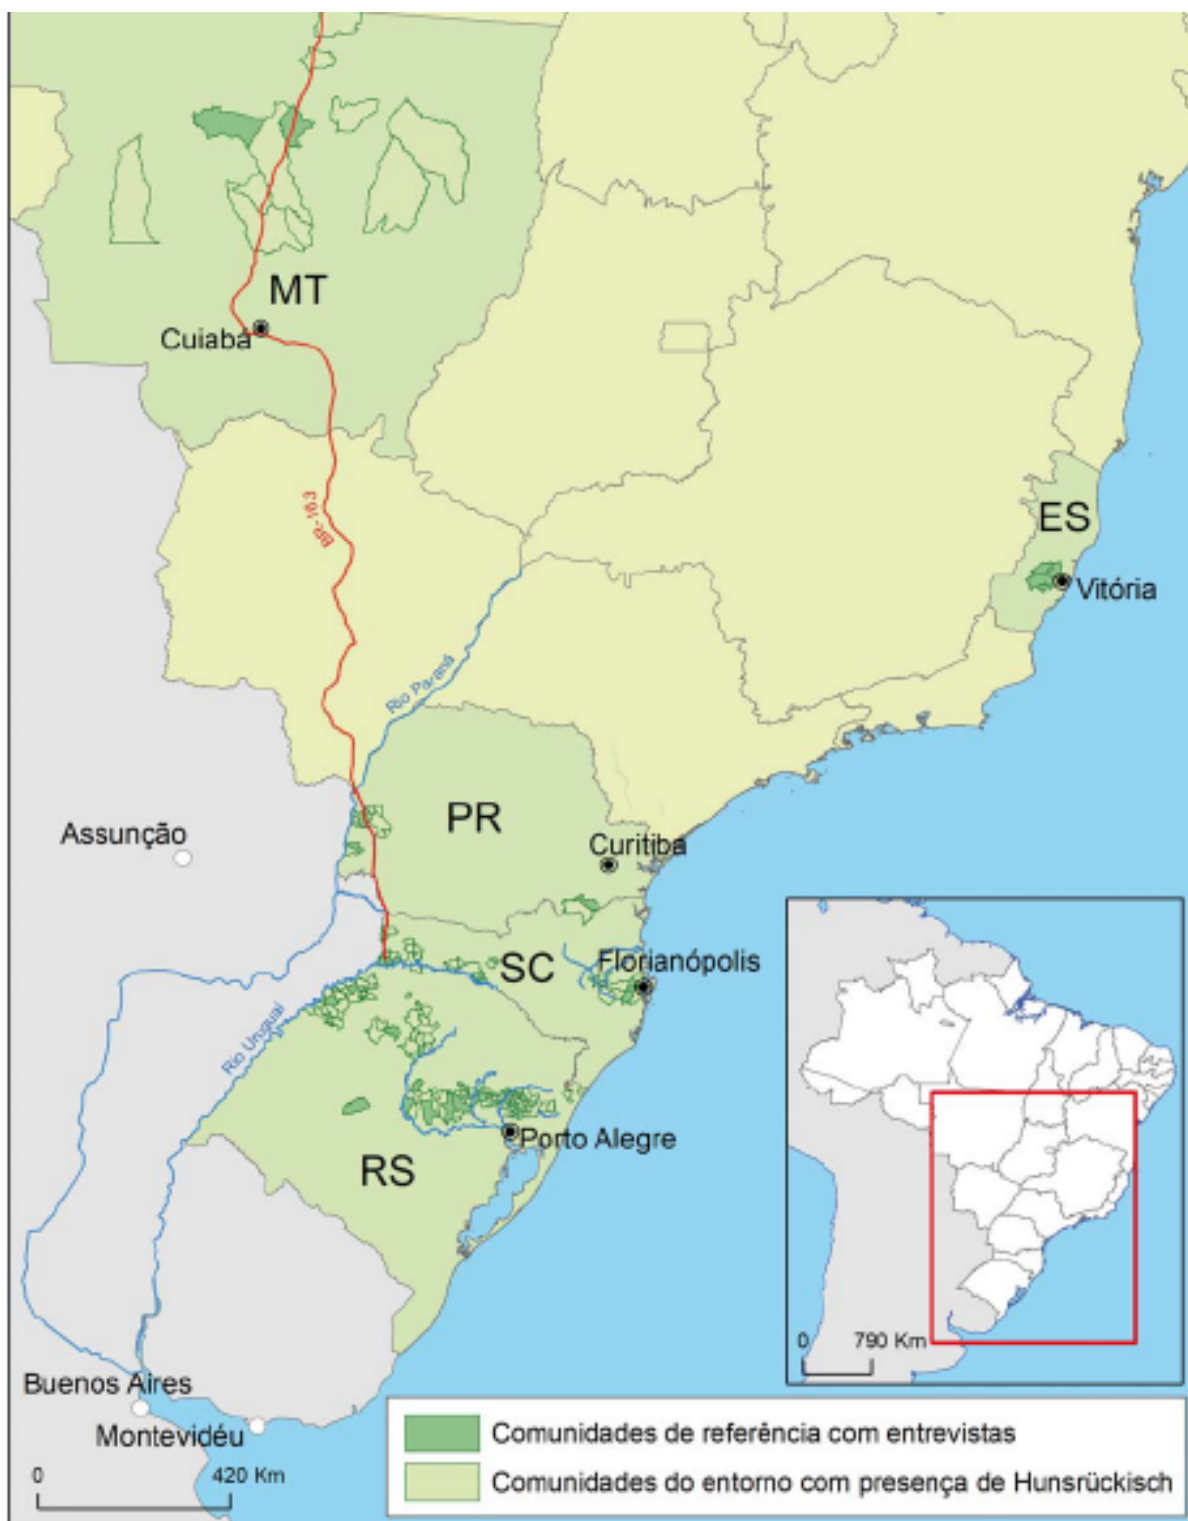 MT
Cuiabá
BR-163
ES
Vitória
Rio Paraná
PR
Assunção
Curitiba
SC
Florianópolis
Rio Uruguai
Porto Alegre
RS
0 790 Km
Buenos Aires
Montevidéu
0 420 Km
Comunidades de referência com entrevistas
Comunidades do entorno com presença de Hunsrückisch